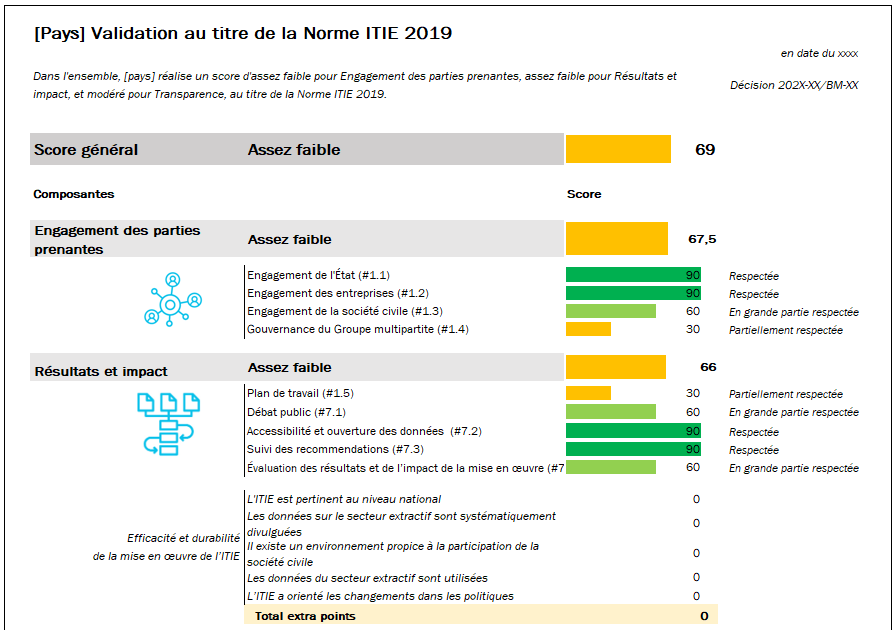 [Pays] Validation au titre de la Norme ITIE 2019
en date du xxxx
Dans l'ensemble, [pays] réalise un score d'assez faible pour Engagement des parties prenantes, assez faible pour Résultats et
impact, et modéré pour Transparence, au titre de la Norme ITIE 2019.
Décision 202X-XX/BM-XX
Score général Assez faible 69
Composantes Score
Engagement des parties
prenantes
Assez faible 67,5
Engagement de l'État (#1.1) 90 Respectée
Engagement des entreprises (#1.2) 90 Respectée
Engagement de la société civile (#1.3) 60 En grande partie respectée
Gouvernance du Groupe multipartite (#1.4) 30 Partiellement respectée
Résultats et impact Assez faible 66
Plan de travail (#1.5) 30 Partiellement respectée
Débat public (#7.1) 60 En grande partie respectée
Accessibilité et ouverture des données (#7.2) 90 Respectée
Suivi des recommendations (#7.3) 90 Respectée
Évaluation des résultats et de l'impact de la mise en œuvre (#7 60 En grande partie respectée
Efficacité et durabilité
de la mise en œuvre de l'ITIE
L'ITIE est pertinent au niveau national 0
Les données sur le secteur extractif sont systématiquement
divulguées 0
Il existe un environnement propice à la participation de la
société civile 0
Les données du secteur extractif sont utilisées 0
L'ITIE a orienté les changements dans les politiques 0
Total extra points 0